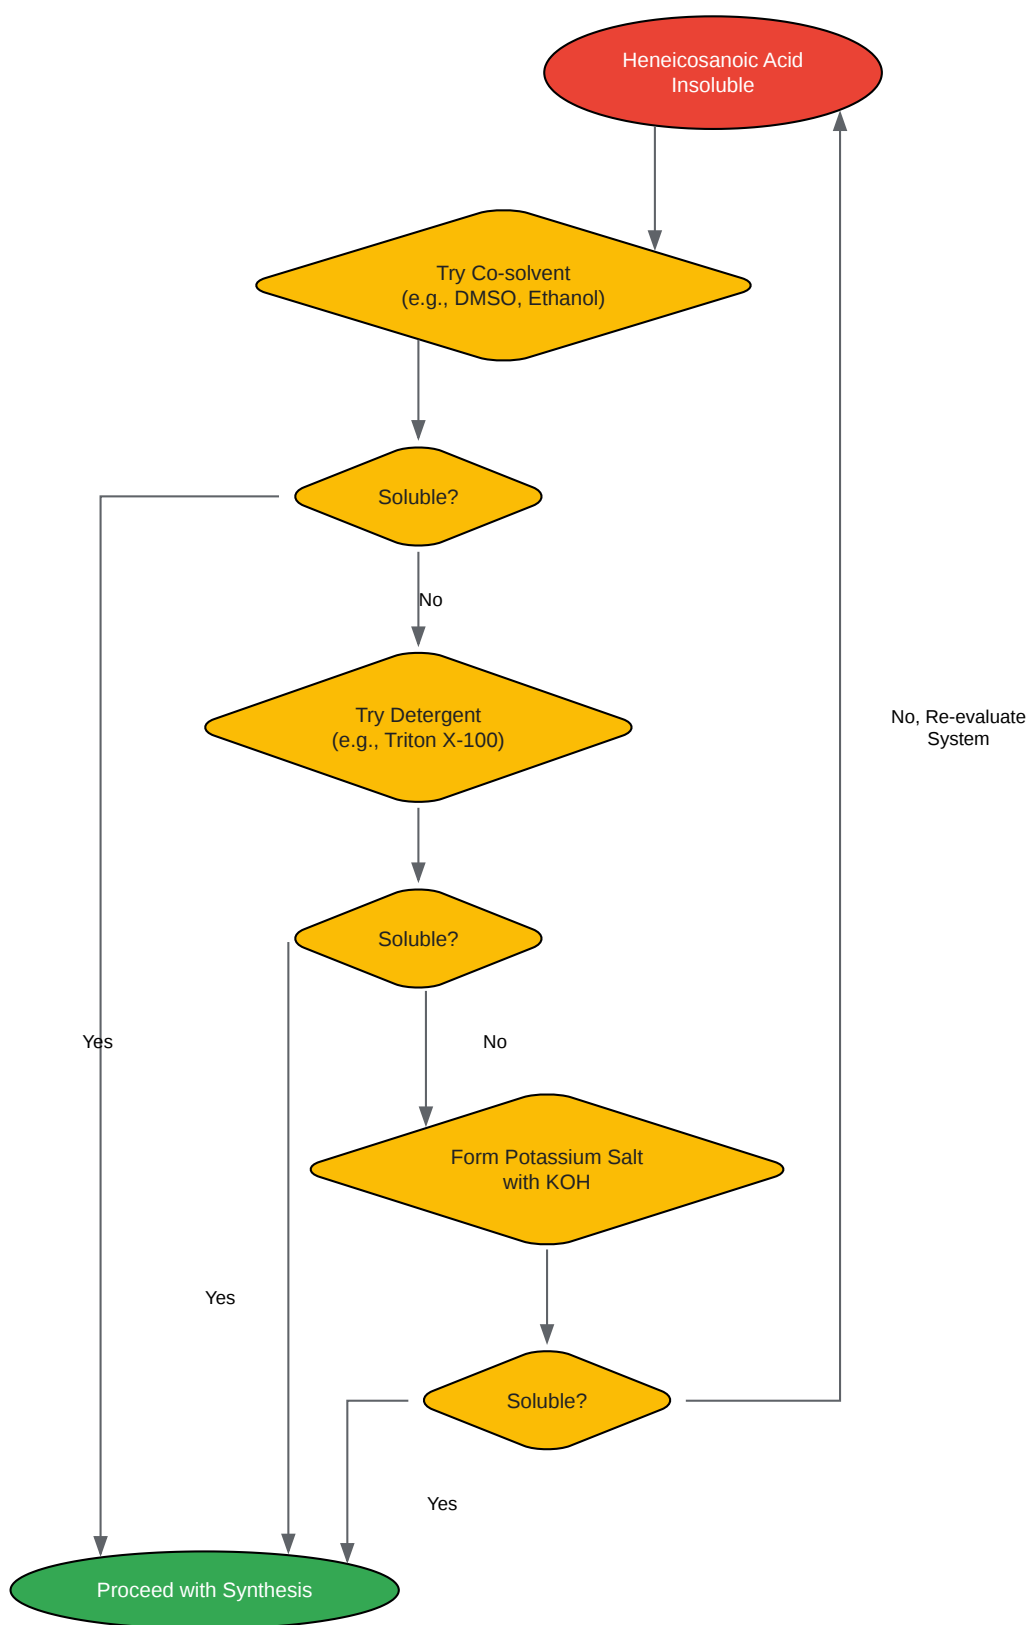 Heneicosanoic Acid
Insoluble
Try Co-solvent
(e.g., DMSO, Ethanol)
Soluble?
No
Try Detergent
(e.g., Triton X-100)
No, Re-evaluate
System
Soluble?
Yes
No
Form Potassium Salt
with KOH
Yes
Soluble?
Yes
Proceed with Synthesis